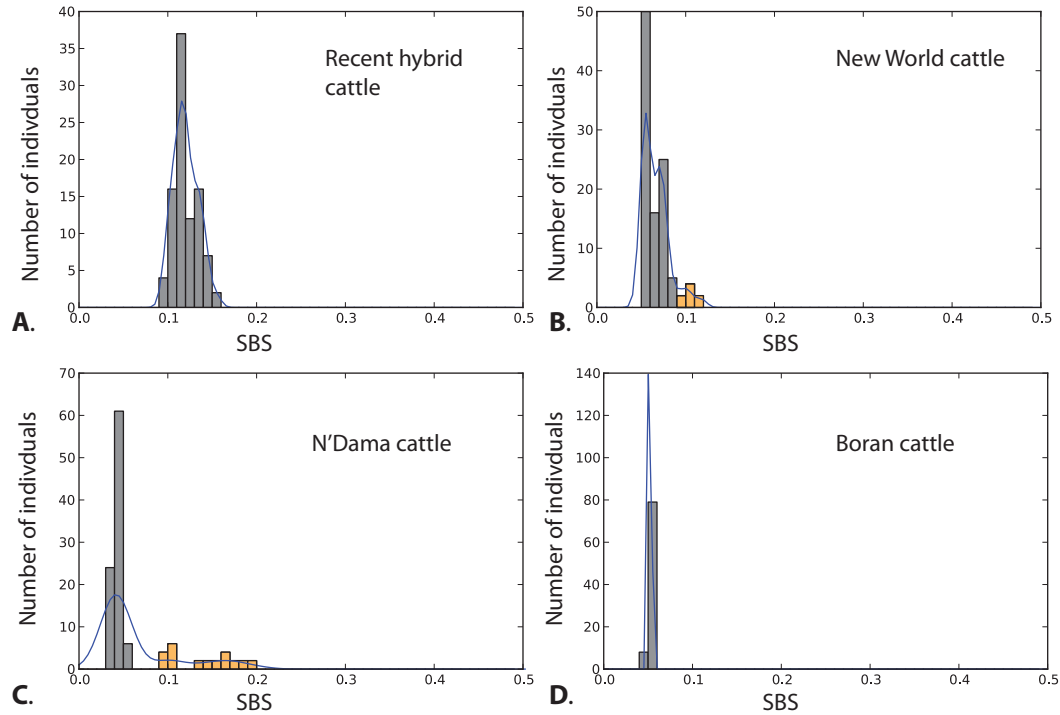 40
35
30
25
20
15
10
5
0
0.0 0.1 0.2 0.3 0.4 0.5
Number of indivduals
SBS
Recent hybrid
cattle
A.
50
40
30
20
10
0
0.0 0.1 0.2 0.3 0.4 0.5
Number of indivduals
SBS
New World cattle
B.
70
60
50
40
30
20
10
0
0.0 0.1 0.2 0.3 0.4 0.5
Number of indivduals
SBS
N'Dama cattle
C.
140
120
100
80
60
40
20
0
0.0 0.1 0.2 0.3 0.4 0.5
Number of indivduals
SBS
Boran cattle
D.